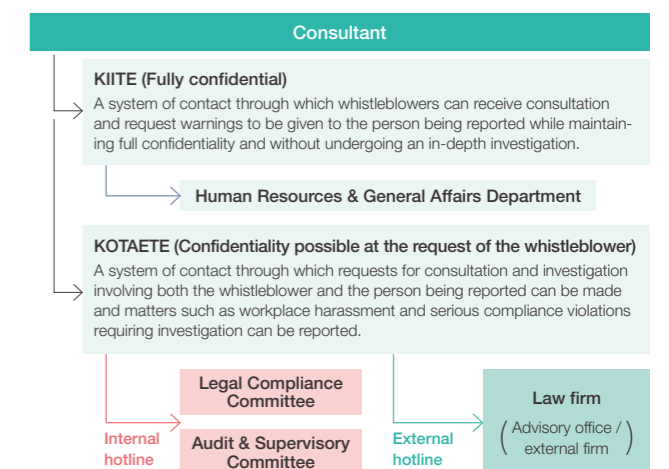 Consultant
KIITE (Fully confidential)
A system of contact through which whistleblowers can receive consultation
and request warnings to be given to the person being reported while maintain-
ing full confidentiality and without undergoing an in-depth investigation.
Human Resources & General Affairs Department
KOTAETE (Confidentiality possible at the request of the whistleblower)
A system of contact through which requests for consultation and investigation
involving both the whistleblower and the person being reported can be made
and matters such as workplace harassment and serious compliance violations
requiring investigation can be reported.
Internal
hotline
Legal Compliance
Committee
Audit & Supervisory
Committee
External
hotline
Law firm
(Advisory office /
external firm)